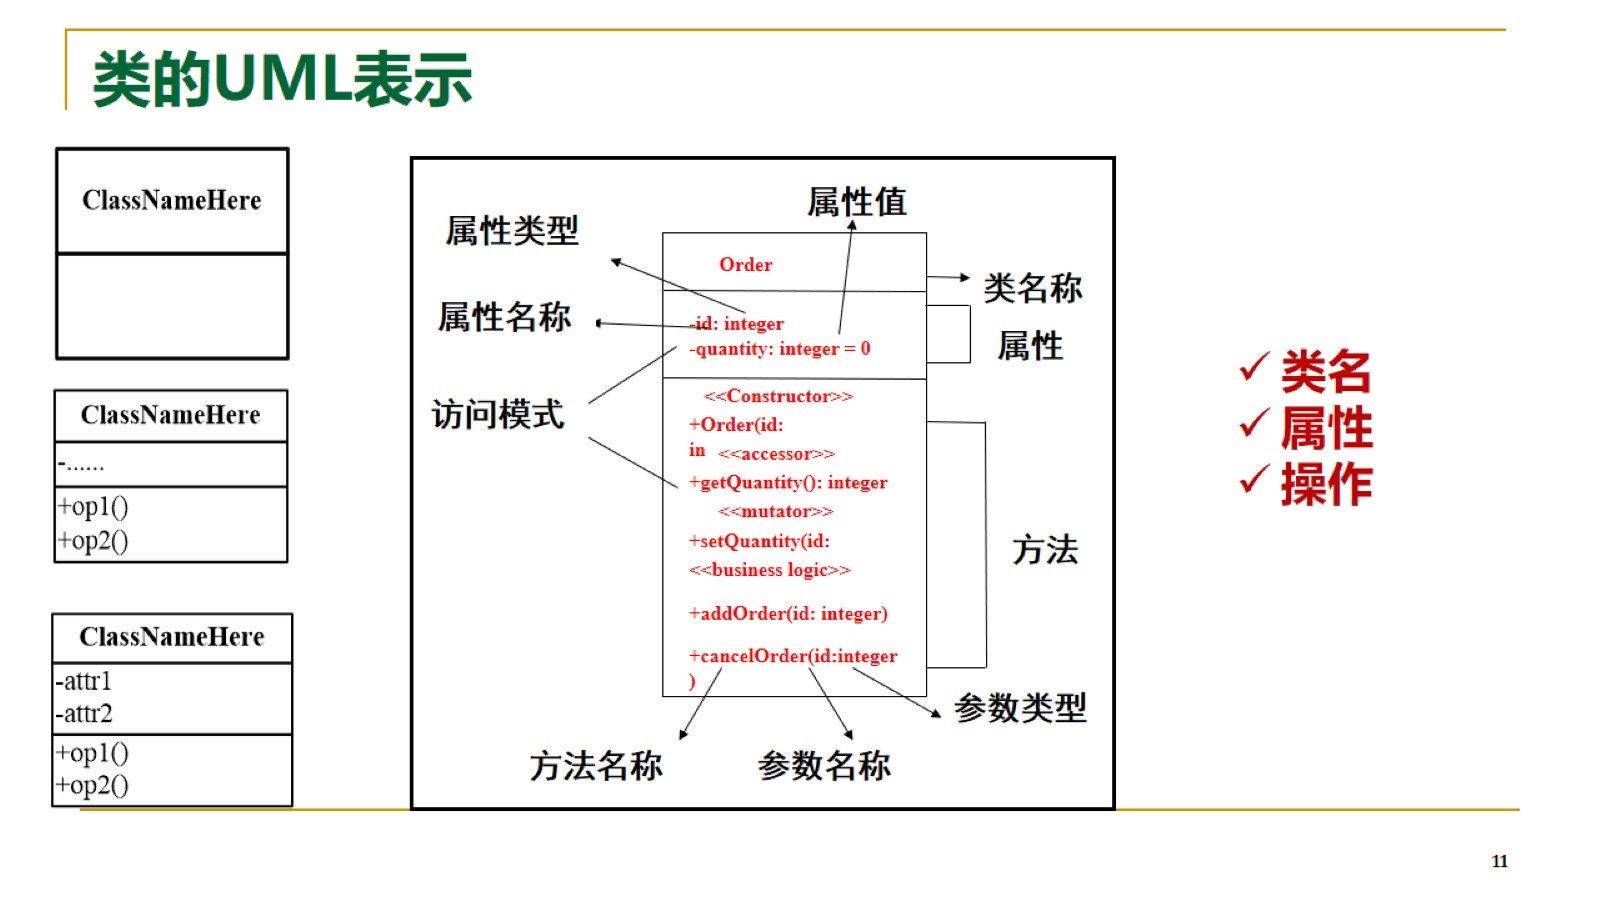 类的UML表示
ClassNameHere
ClassNameHere
-......
+op1()
+op2()
ClassNameHere
-attr1
-attr2
+op1()
+op2()
属性值
属性类型
Order
类名称
属性名称
-id: integer
属性
-quantity: integer = 0
访问模式
<<Constructor>>
+Order(id:
in
<<accessor>>
+getQuantity(): integer
<<mutator>>
+setQuantity(id:
方法
<<business logic>>
+addOrder(id: integer)
+cancelOrder(id:integer
)
参数类型
方法名称
参数名称
✓ 类名
✓ 属性
✓ 操作
11